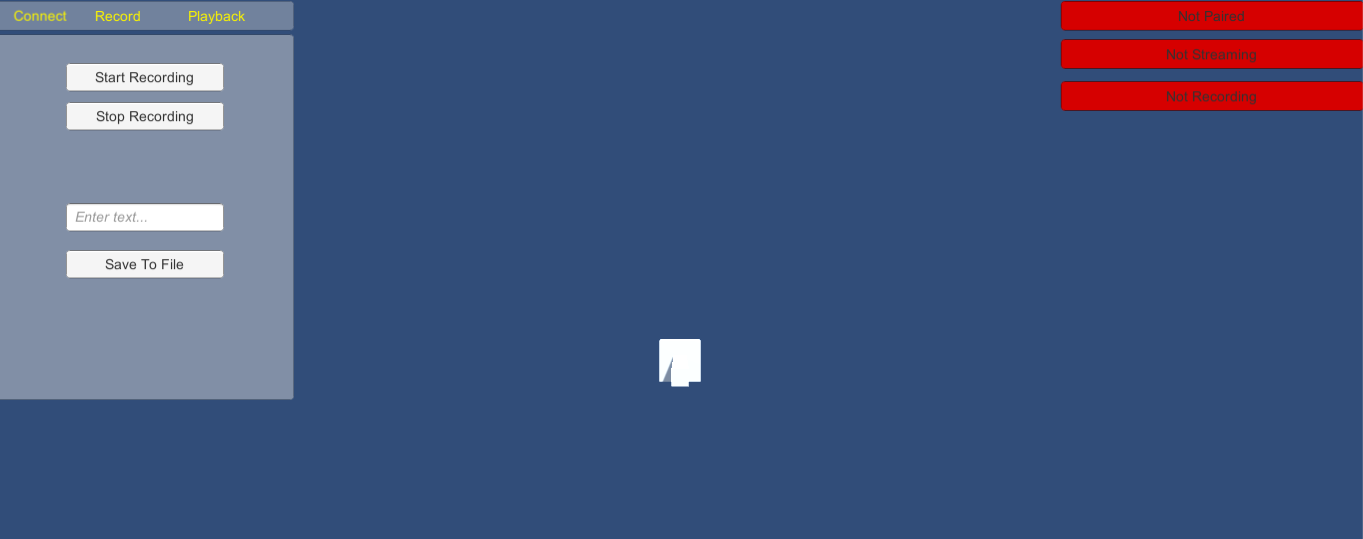 Connect Record Playback
Start Recording
Stop Recording
Enter text...
Save To File
Not Paired
Not Streaming
Not Recording